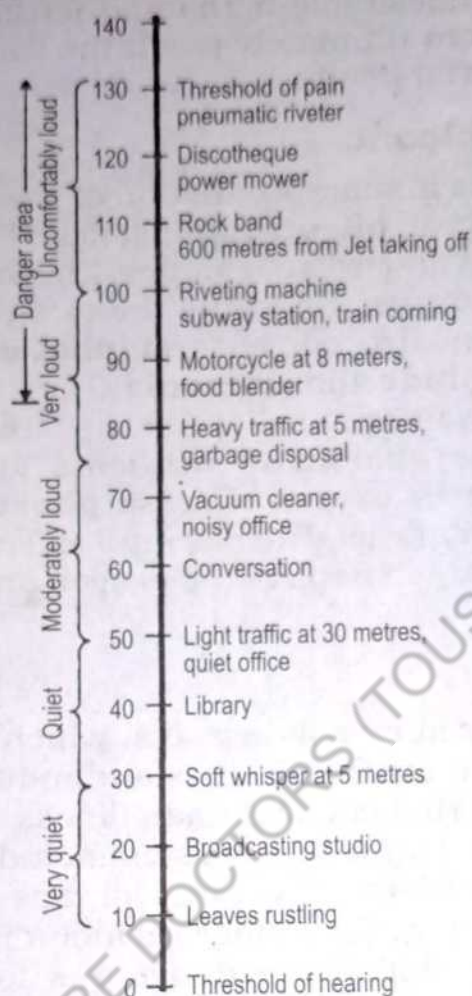 140
130 Threshold of pain
pneumatic riveter
120 Discotheque
power mower
110 Rock band
600 metres from Jet taking off
100 Riveting machine
subway station, train corning
90 Motorcycle at 8 meters,
food blender
80 Heavy traffic at 5 metres,
garbage disposal
70 Vacuum cleaner,
noisy office
60 Conversation
50 Light traffic at 30 metres,
quiet office
40 Library
30 Soft whisper at 5 metres
20 Broadcasting studio
10 Leaves rustling
0 Threshold of hearing
Danger area
Uncomfortably loud
Very loud
Moderately loud
Quiet
Very quiet
RE DOCTORS (TOUS